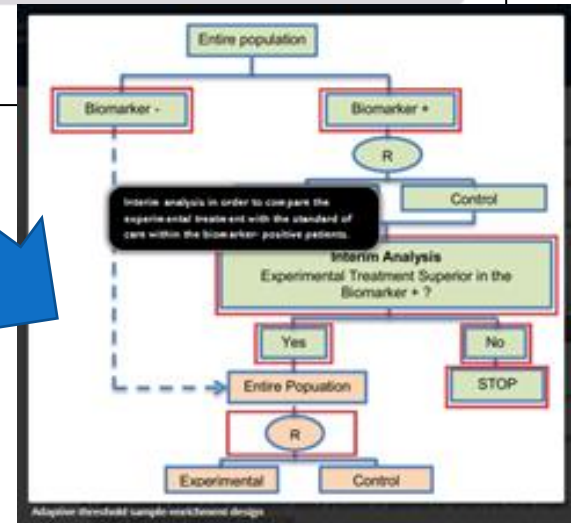 Entire population
Biomarker -
Biomarker +
R
Control
Interim analysis in order to compare the
experimental treatment with the standard of
care within the biomarker- positive patients.
Interim Analysis
Experimental Treatment Superior in the
Biomarker + ?
Yes
No
Entire Popuation
STOP
R
Experimental
Control
Adaptive threshold sample-enrichment design